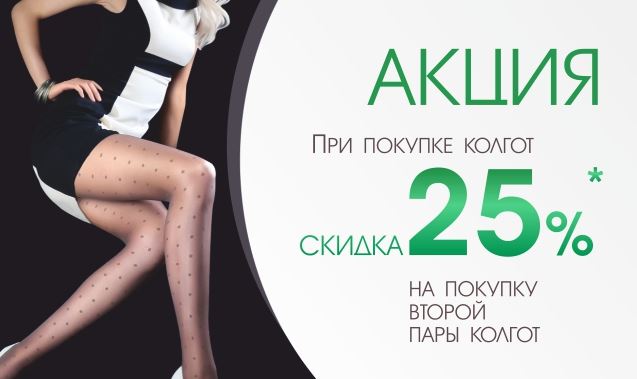 АКЦИЯ
При покупке колгот
скидка 25%*
на покупку
второй
пары колгот